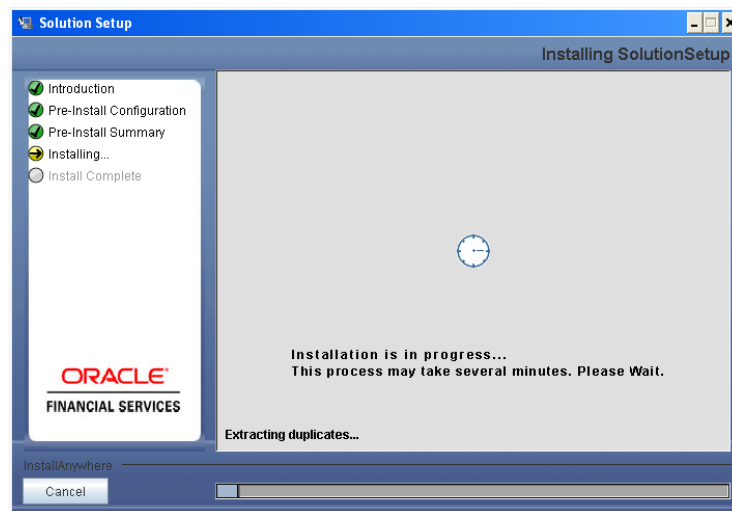 Solution Setup
Installing SolutionSetup
Introduction
Pre-Install Configuration
Pre-Install Summary
Installing...
Install Complete
ORACLE
FINANCIAL SERVICES
Installation is in progress...
This process may take several minutes. Please Wait.
Extracting duplicates...
InstallAnywhere
Cancel